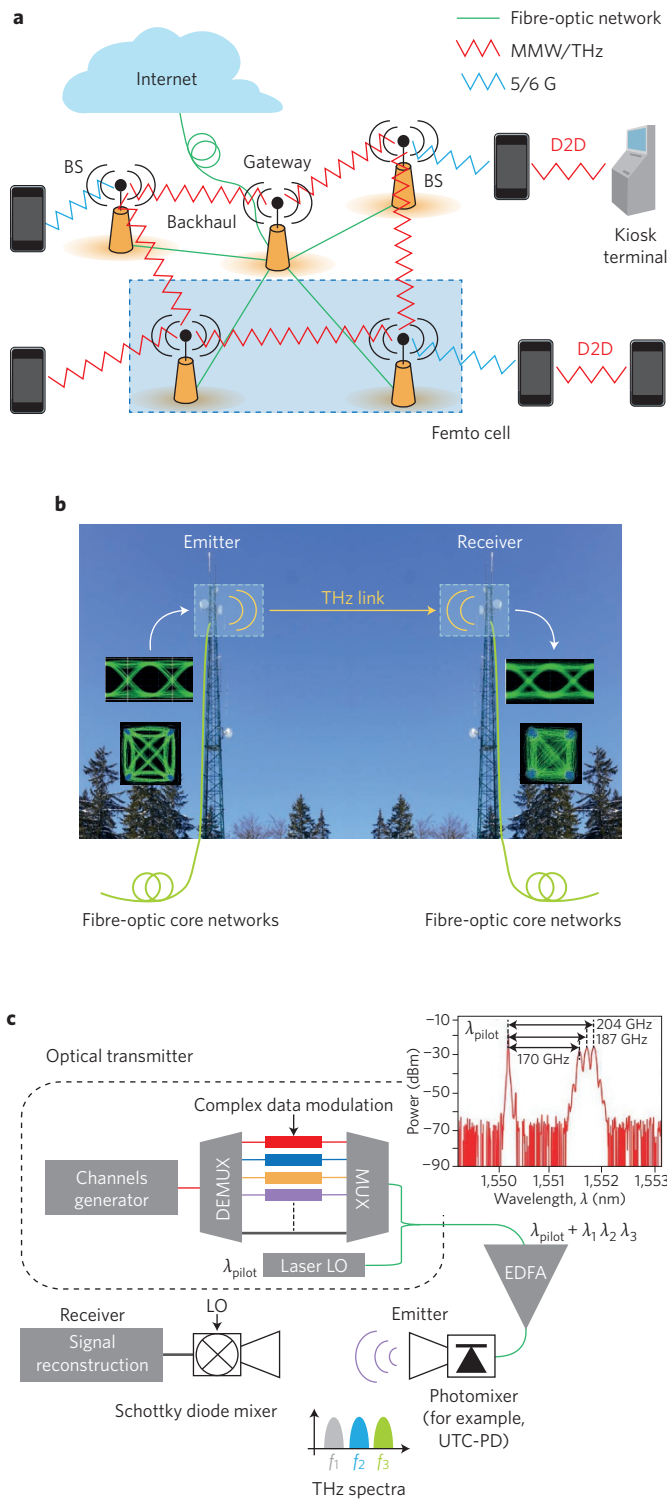 a
Fibre-optic network
MMW/THz
5/6 G
Internet
Gateway
BS
BS
Backhaul
D2D
Kiosk
terminal
D2D
Femto cell
b
Emitter
Receiver
THz link
Fibre-optic core networks
Fibre-optic core networks
c
Optical transmitter
Complex data modulation
Channels
generator
DEMUX
MUX
λpilot
Laser LO
Power (dBm)
−10
−30
−50
−70
−90
λpilot
204 GHz
187 GHz
170 GHz
1,550
1,551
1,552
1,553
Wavelength, λ (nm)
λpilot + λ1 λ2 λ3
EDFA
Receiver
LO
Emitter
Signal
reconstruction
Schottky diode mixer
Photomixer
(for example,
UTC-PD)
f1
f2
f3
THz spectra